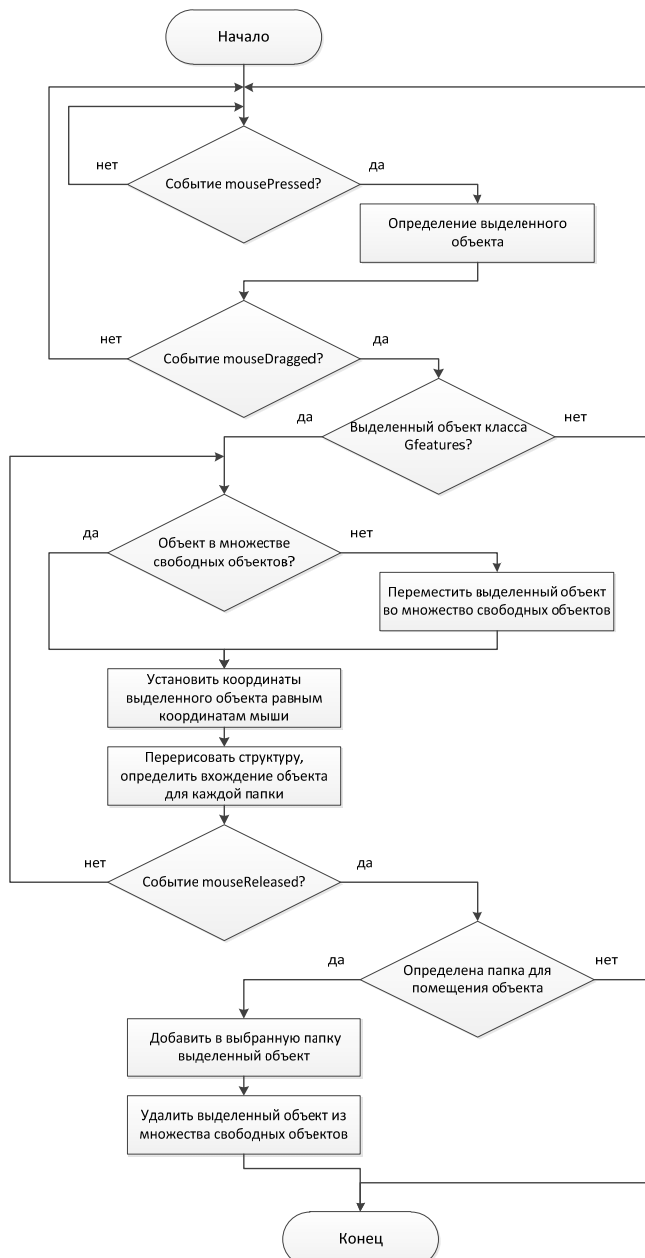 Начало
нет
да
Событие mousePressed?
Определение выделенного
объекта
нет
да
Событие mouseDragged?
да
нет
Выделенный объект класса
Gfeatures?
да
нет
Объект в множестве
свободных объектов?
Переместить выделенный объект
во множество свободных объектов
Установить координаты
выделенного объекта равным
координатам мыши
Перерисовать структуру,
определить вхождение объекта
для каждой папки
нет
да
Событие mouseReleased?
да
нет
Определена папка для
помещения объекта
Добавить в выбранную папку
выделенный объект
Удалить выделенный объект из
множества свободных объектов
Конец